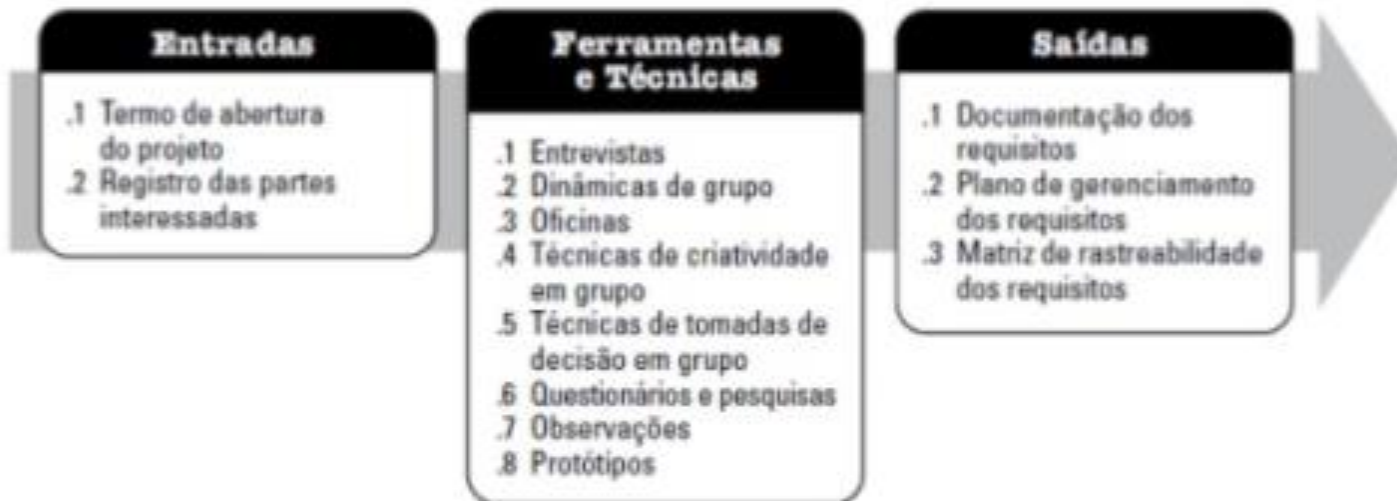 Entradas
.1 Termo de abertura
do projeto
.2 Registro das partes
interessadas
Ferramentas
e Técnicas
.1 Entrevistas
.2 Dinâmicas de grupo
.3 Oficinas
.4 Técnicas de criatividade
em grupo
.5 Técnicas de tomadas de
decisão em grupo
.6 Questionários e pesquisas
.7 Observações
.8 Protótipos
Saídas
.1 Documentação dos
requisitos
.2 Plano de gerenciamento
dos requisitos
.3 Matriz de rastreabilidade
dos requisitos